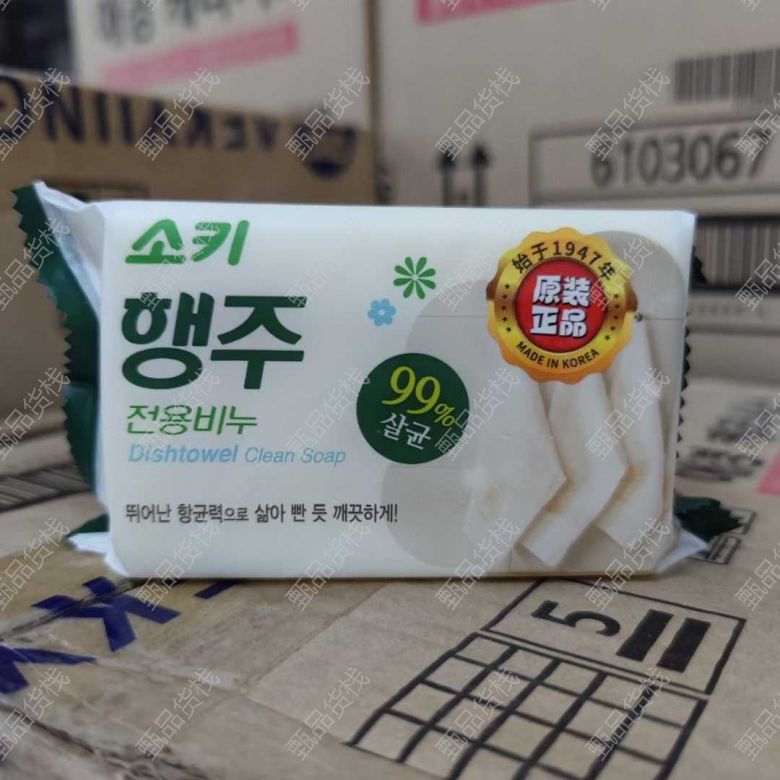 소키
행주
전용비누
Dishtowel Clean Soap
뛰어난 항균력으로 삶아 빤 듯 깨끗하게!
99%
살균
始于1947年
原装
正品
MADE IN KOREA
6103067
5
甄品货栈